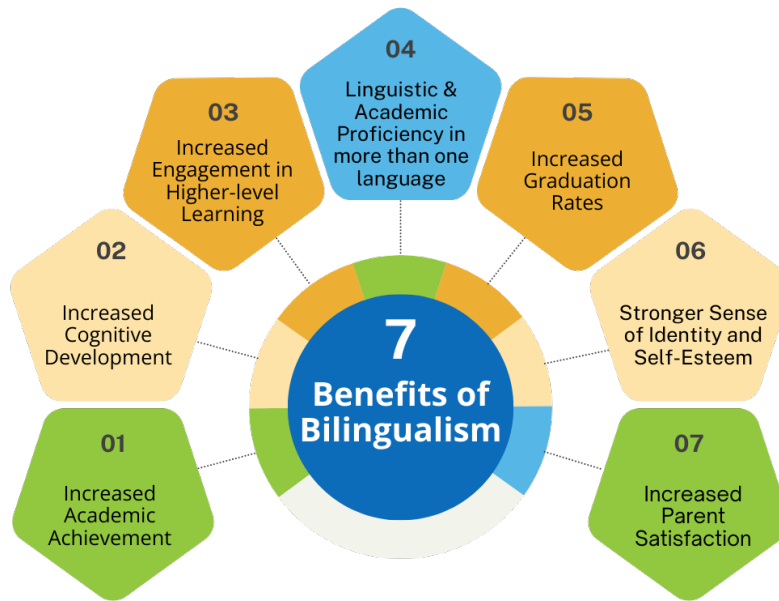 7
Benefits of
Bilingualism
01
Increased
Academic
Achievement
02
Increased
Cognitive
Development
03
Increased
Engagement in
Higher-level
Learning
04
Linguistic &
Academic
Proficiency in
more than one
language
05
Increased
Graduation
Rates
06
Stronger Sense
of Identity and
Self-Esteem
07
Increased
Parent
Satisfaction